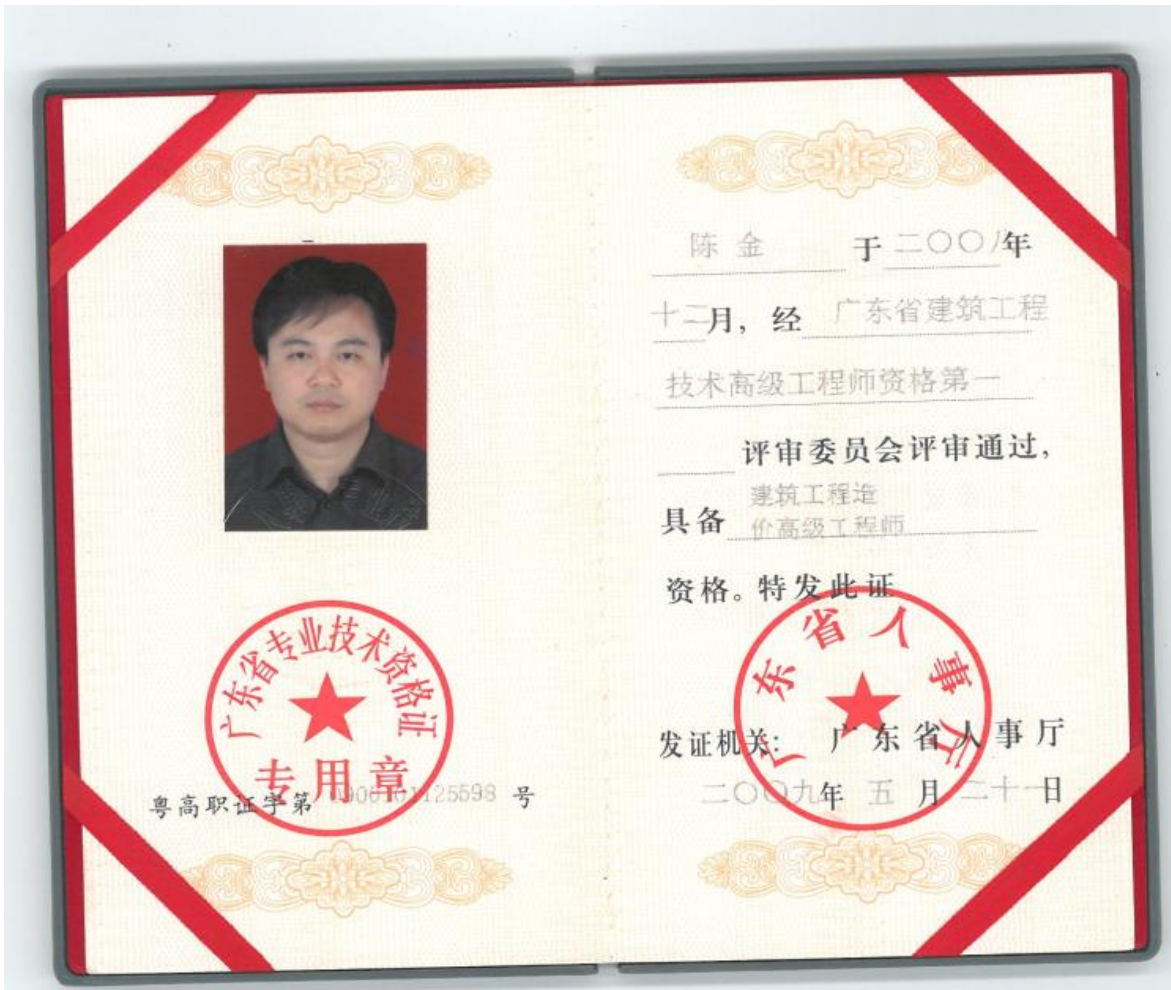 广东省专业技术资格证
专用章
粤高职证字第 0900101125598 号
陈金 于二〇〇八年
十二月，经 广东省建筑工程
技术高级工程师资格第一
评审委员会评审通过，
具备 建筑工程造
价高级工程师
资格。特发此证
广东省人事厅
发证机关：广东省人事厅
二〇〇九年 五 月 二十一日